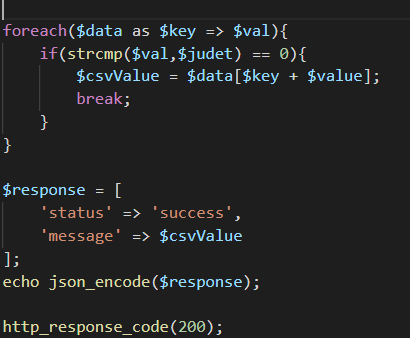 foreach($data as $key => $val){
    if(strcmp($val,$judet) == 0){
        $csvValue = $data[$key + $value];
        break;
    }
}
$response = [
    'status' => 'success',
    'message' => $csvValue
];
echo json_encode($response);
http_response_code(200);